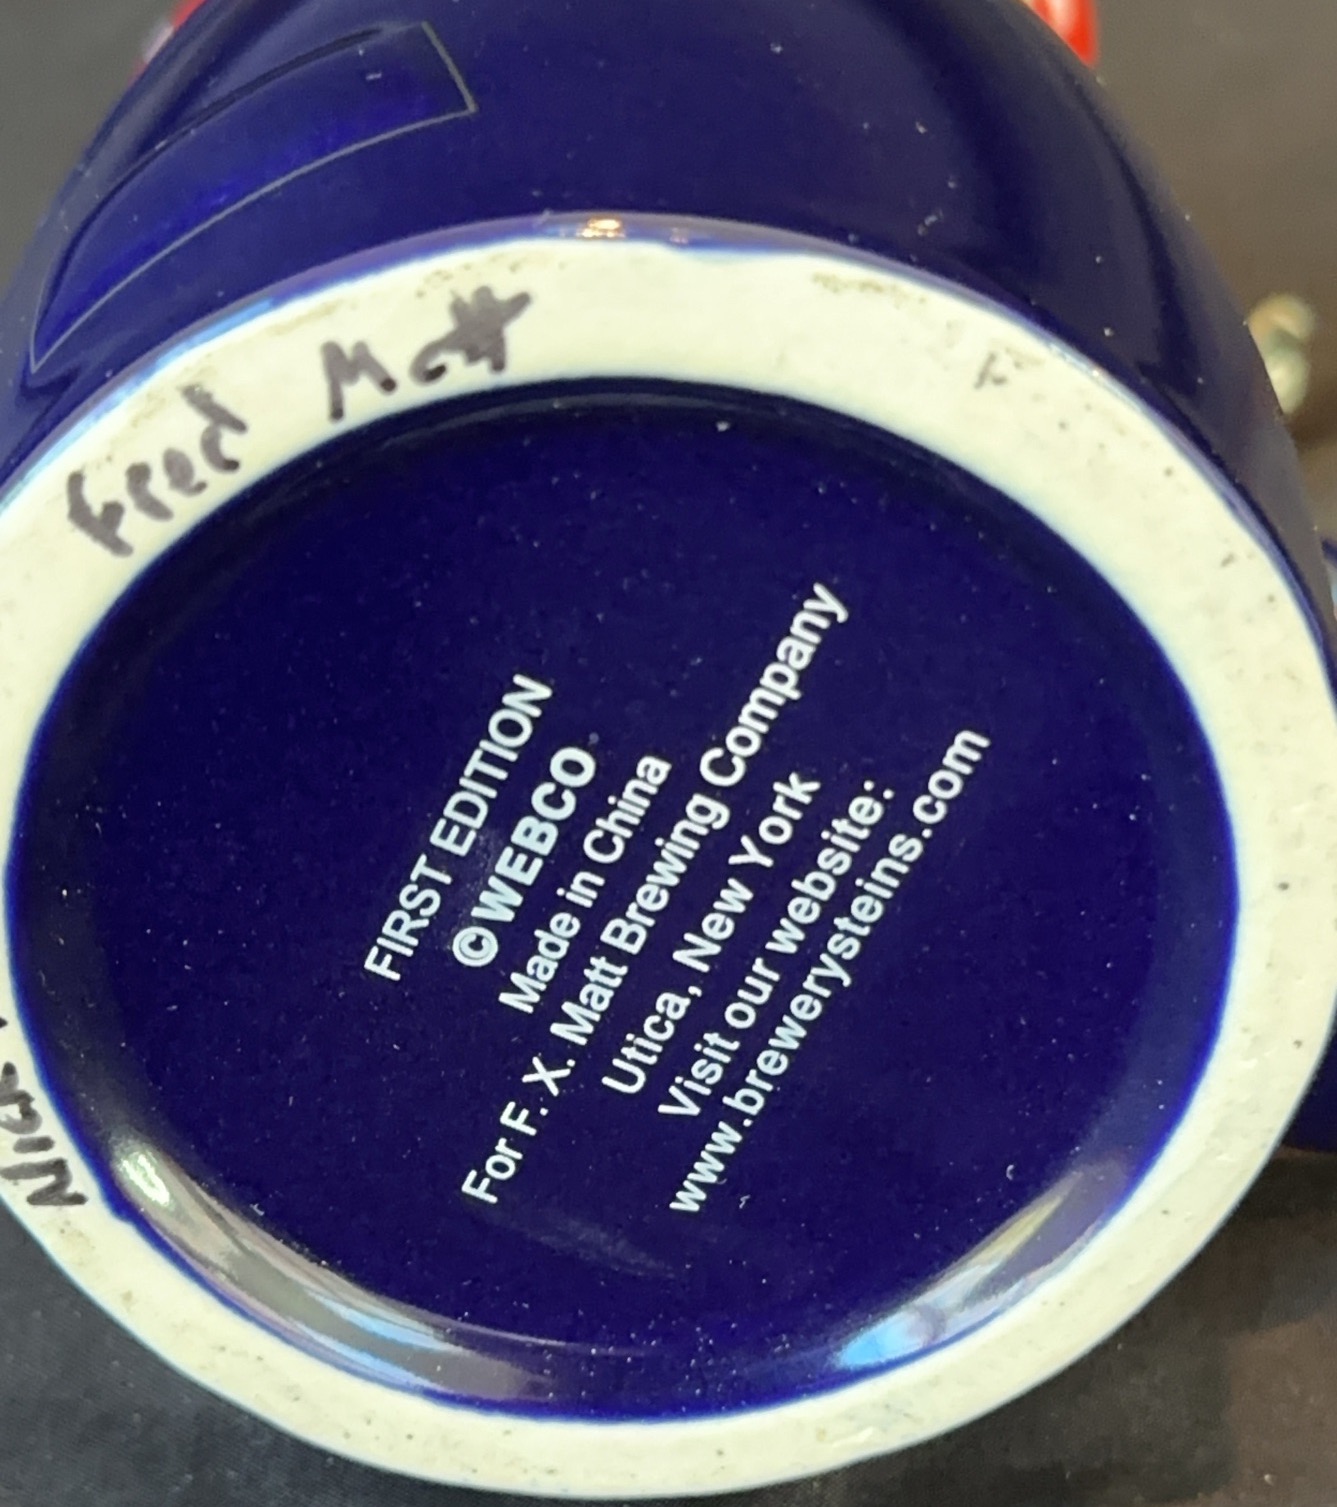 Fred Matt
FIRST EDITION
© WEBCO
Made in China
For F. X. Matt Brewing Company
Utica, New York
Visit our website:
www.brewerysteins.com